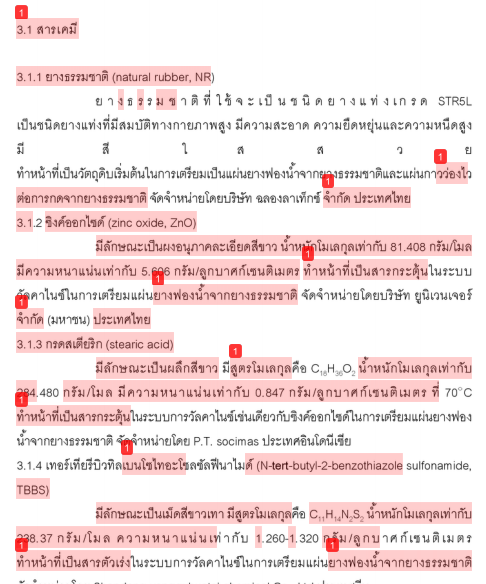 1
3.1 สารเคมี
3.1.1 ยางธรรมชาติ (natural rubber, NR)
ยางธรรมชาติที่ใช้จะเป็นชนิดยางแท่งเกรด STR5L
เป็นชนิดยางแท่งที่มีสมบัติทางกายภาพสูง มีความสะอาด ความยืดหยุ่นและความหนืดสูง
มี สี ใ ส ส ว ย
1
ทำหน้าที่เป็นวัตถุดิบเริ่มต้นในการเตรียมเป็นแผ่นยางฟองน้ำจากยางธรรมชาติและแผ่นกาวว่องไว
1
ต่อการกดจากยางธรรมชาติ จัดจำหน่ายโดยบริษัท ฉลองลาเท็กซ์ จำกัด ประเทศไทย
3.1.2 ซิงค์ออกไซด์ (zinc oxide, ZnO)
มีลักษณะเป็นผงอนุภาคละเอียดสีขาว น้ำหนักโมเลกุลเท่ากับ 81.408 กรัม/โมล
1
มีความหนาแน่นเท่ากับ 5.606 กรัม/ลูกบาศก์เซนติเมตร ทำหน้าที่เป็นสารกระตุ้นในระบบ
1
วัลคาไนซ์ในการเตรียมแผ่นยางฟองน้ำจากยางธรรมชาติ จัดจำหน่ายโดยบริษัท ยูนิเวนเจอร์
1
จำกัด (มหาชน) ประเทศไทย
3.1.3 กรดสเตียริก (stearic acid)
1
มีลักษณะเป็นผลึกสีขาว มีสูตรโมเลกุลคือ C₁₈H₃₆O₂ น้ำหนักโมเลกุลเท่ากับ
284.480 กรัม/โมล มีความหนาแน่นเท่ากับ 0.847 กรัม/ลูกบาศก์เซนติเมตร ที่ 70°C
1
ทำหน้าที่เป็นสารกระตุ้นในระบบการวัลคาไนซ์เช่นเดียวกับซิงค์ออกไซด์ในการเตรียมแผ่นยางฟอง
น้ำจากยางธรรมชาติ จัดจำหน่ายโดย P.T. socimas ประเทศอินโดนีเซีย
1
3.1.4 เทอร์เทียรีบิวทิลเบนโซไทอะโซลซัลฟีนาไมด์ (N-tert-butyl-2-benzothiazole sulfonamide,
TBBS)
มีลักษณะเป็นเม็ดสีขาวเทา มีสูตรโมเลกุลคือ C₁₁H₁₄N₂S₂ น้ำหนักโมเลกุลเท่ากับ
238.37 กรัม/โมล ความหนาแน่นเท่ากับ 1.260-1.320 กรัม/ลูกบาศก์เซนติเมตร
1
1
ทำหน้าที่เป็นสารตัวเร่งในระบบการวัลคาไนซ์ในการเตรียมแผ่นยางฟองน้ำจากยางธรรมชาติ